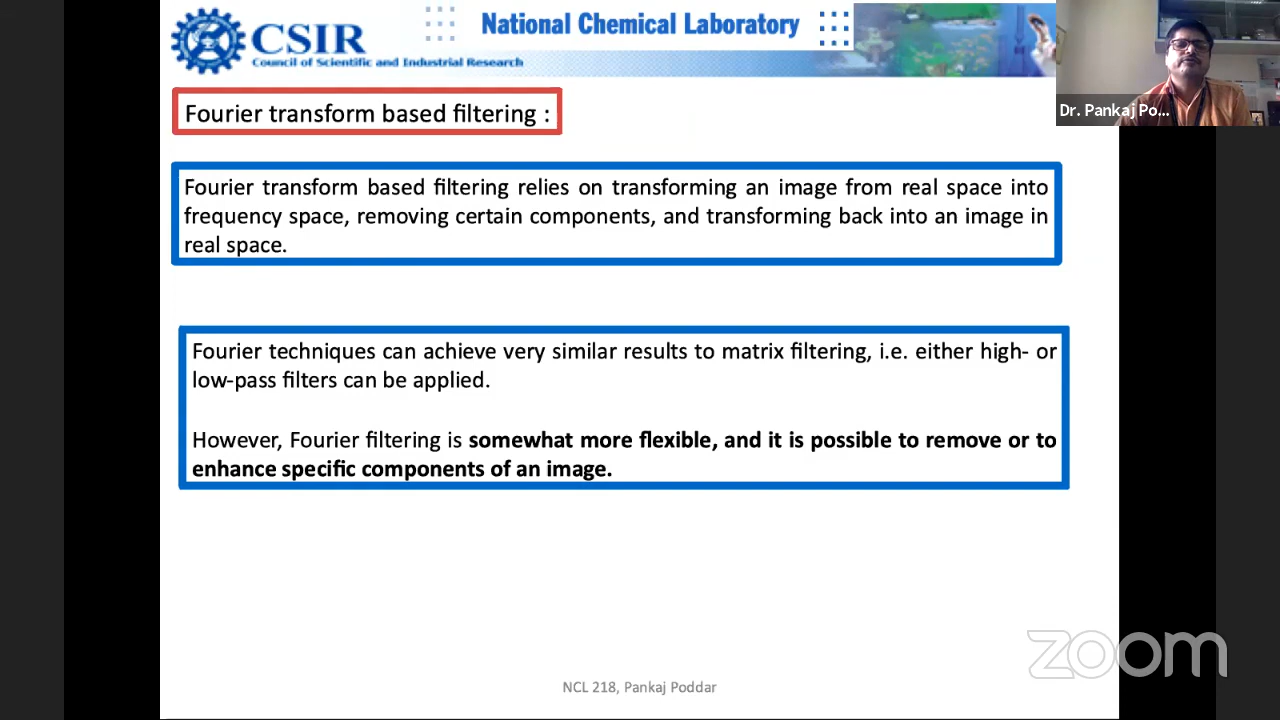 CSIR
Council of Scientific and Industrial Research
National Chemical Laboratory
Dr. Pankaj Po...
Fourier transform based filtering :
Fourier transform based filtering relies on transforming an image from real space into
frequency space, removing certain components, and transforming back into an image in
real space.
Fourier techniques can achieve very similar results to matrix filtering, i.e. either high- or
low-pass filters can be applied.
However, Fourier filtering is somewhat more flexible, and it is possible to remove or to
enhance specific components of an image.
zoom
NCL 218, Pankaj Poddar